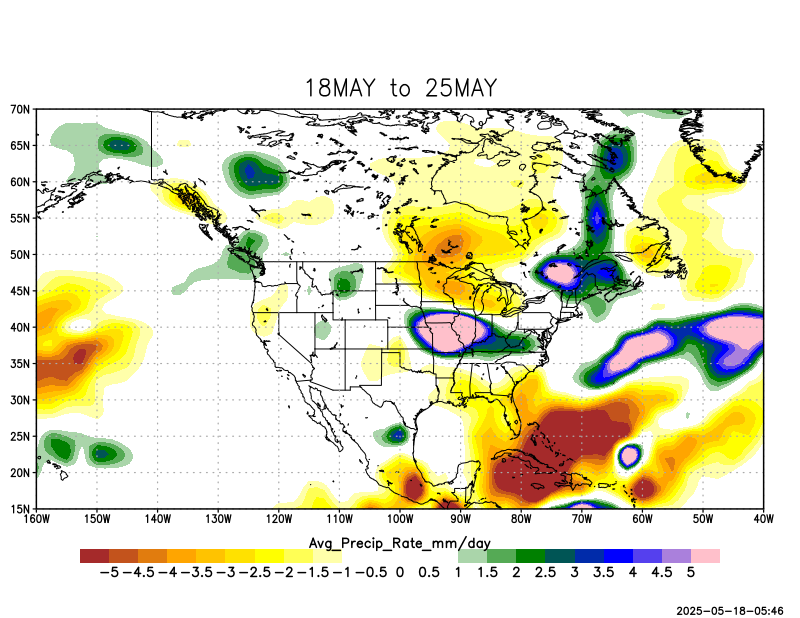 18MAY to 25MAY
70N
65N
60N
55N
50N
45N
40N
35N
30N
25N
20N
15N
160W 150W 140W 130W 120W 110W 100W 90W 80W 70W 60W 50W 40W
Avg_Precip_Rate_mm/day
-5 -4.5 -4 -3.5 -3 -2.5 -2 -1.5 -1 -0.5 0 0.5 1 1.5 2 2.5 3 3.5 4 4.5 5
2025-05-18-05:46